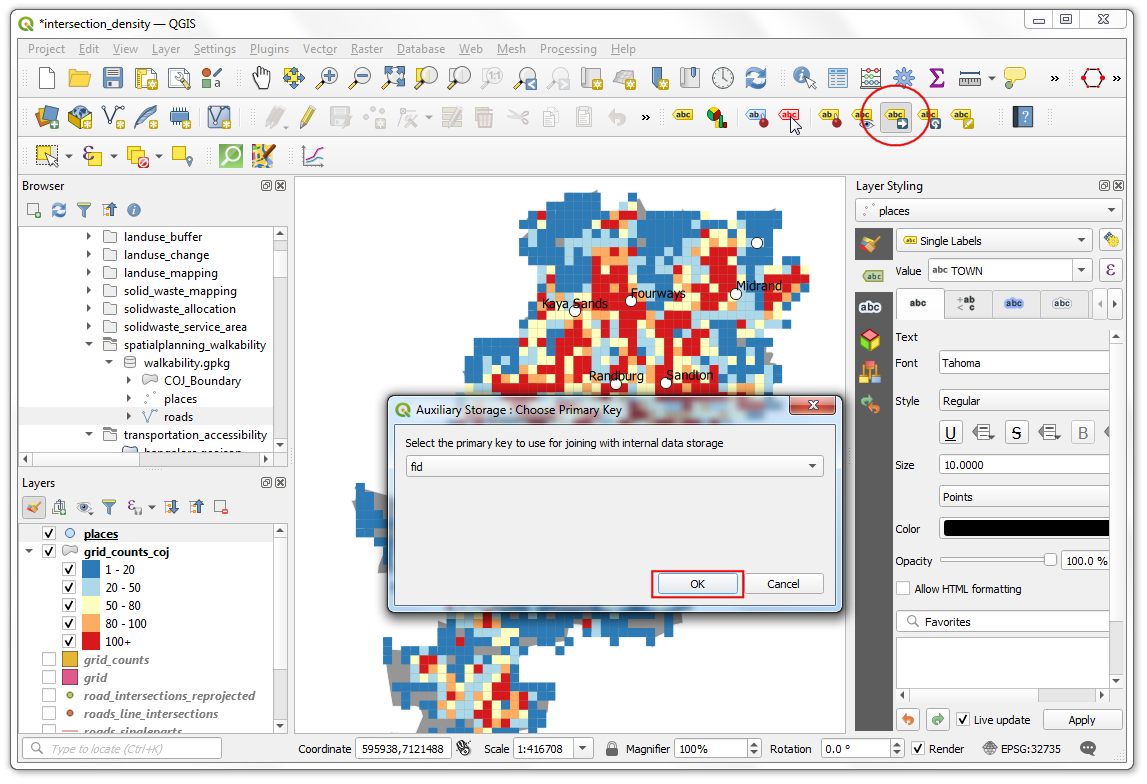 *intersection_density — QGIS
Project Edit View Layer Settings Plugins Vector Raster Database Web Mesh Processing Help
Browser
landuse_buffer
landuse_change
landuse_mapping
solid_waste_mapping
solidwaste_allocation
solidwaste_service_area
spatialplanning_walkability
walkability.gpkg
COJ_Boundary
places
roads
transportation_accessibility
Layers
places
grid_counts_coj
1 - 20
20 - 50
50 - 80
80 - 100
100+
grid_counts
grid
road_intersections_reprojected
roads_line_intersections
Kaya Sands
Fourways
Midrand
Randburg
Sandton
Auxiliary Storage : Choose Primary Key
Select the primary key to use for joining with internal data storage
fid
OK Cancel
Layer Styling
places
abc Single Labels
Value abc TOWN ε
abc +ab < c abc abc
Text
Font Tahoma
Style Regular
U S B
Size 10.0000
Points
Color
Opacity 100.0 %
Allow HTML formatting
Favorites
Live update Apply
Type to locate (Ctrl+K) Coordinate 595938,7121488 Scale 1:416708 Magnifier 100% Rotation 0.0 ° Render EPSG:32735